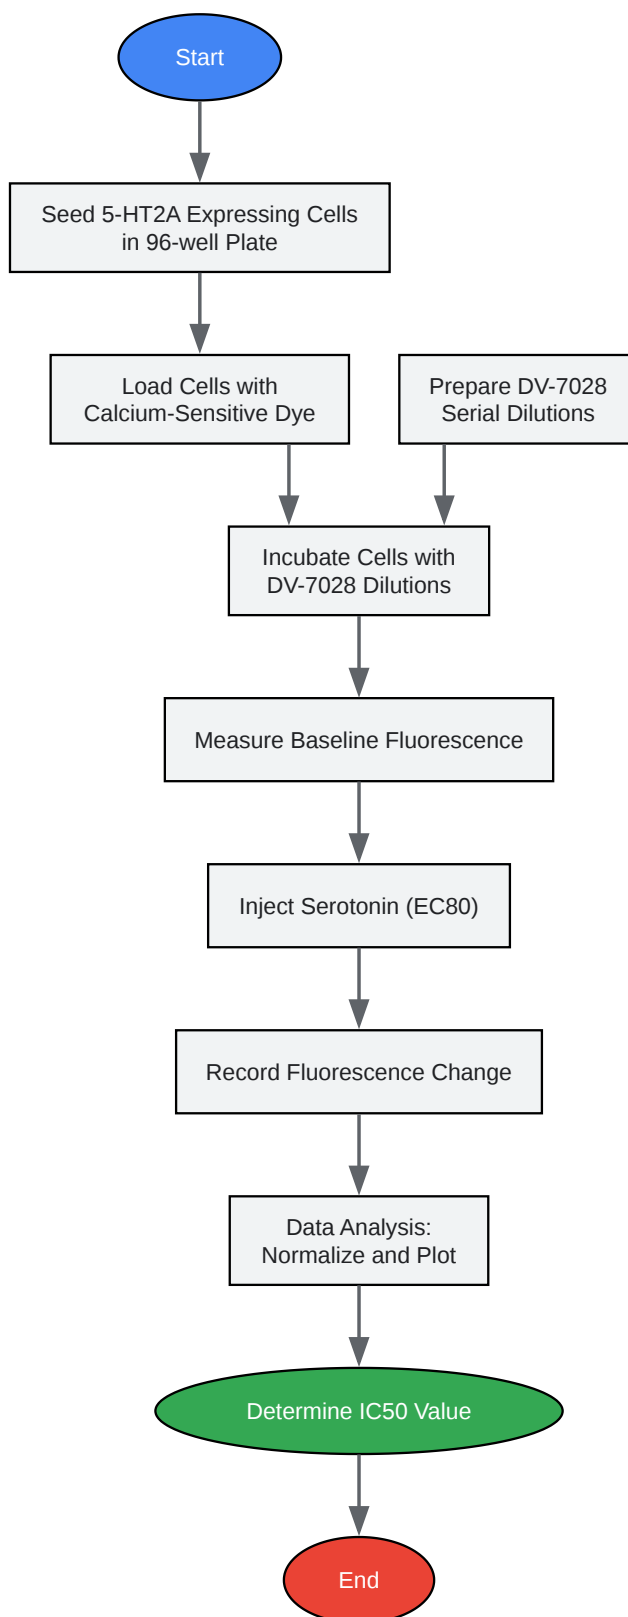 Start
Seed 5-HT2A Expressing Cells
in 96-well Plate
Load Cells with
Calcium-Sensitive Dye
Prepare DV-7028
Serial Dilutions
Incubate Cells with
DV-7028 Dilutions
Measure Baseline Fluorescence
Inject Serotonin (EC80)
Record Fluorescence Change
Data Analysis:
Normalize and Plot
Determine IC50 Value
End